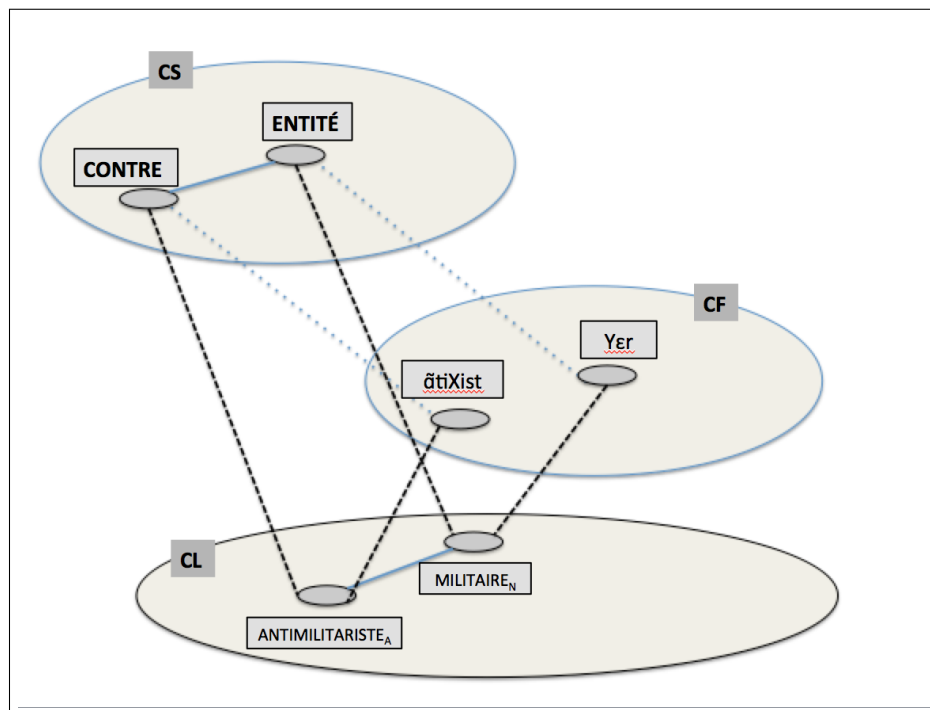 CS
ENTITÉ
CONTRE
CF
Yɛr
ãtiXist
CL
MILITAIREN
ANTIMILITARISTEA